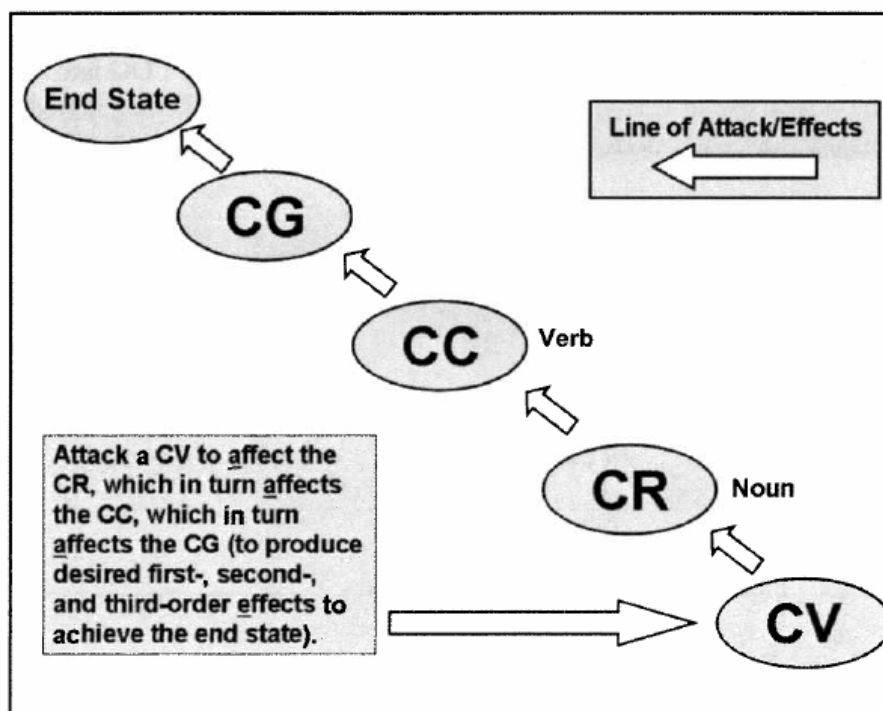 End State
Line of Attack/Effects
CG
CC
Verb
Attack a CV to affect the
CR, which in turn affects
the CC, which in turn
affects the CG (to produce
desired first-, second-,
and third-order effects to
achieve the end state).
CR
Noun
CV